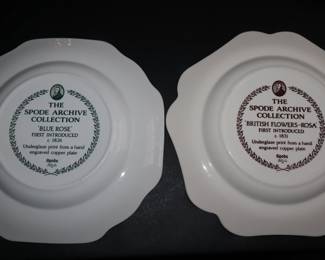 THE
SPODE ARCHIVE
COLLECTION
'BLUE ROSE'
FIRST INTRODUCED
Underglaze print from a hand
engraved copper plate
Spode
THE
SPODE ARCHIVE
COLLECTION
'BRITISH FLOWERS-ROSA'
FIRST INTRODUCED
c 1831
Underglaze print from a hand
engraved copper plate
Spode